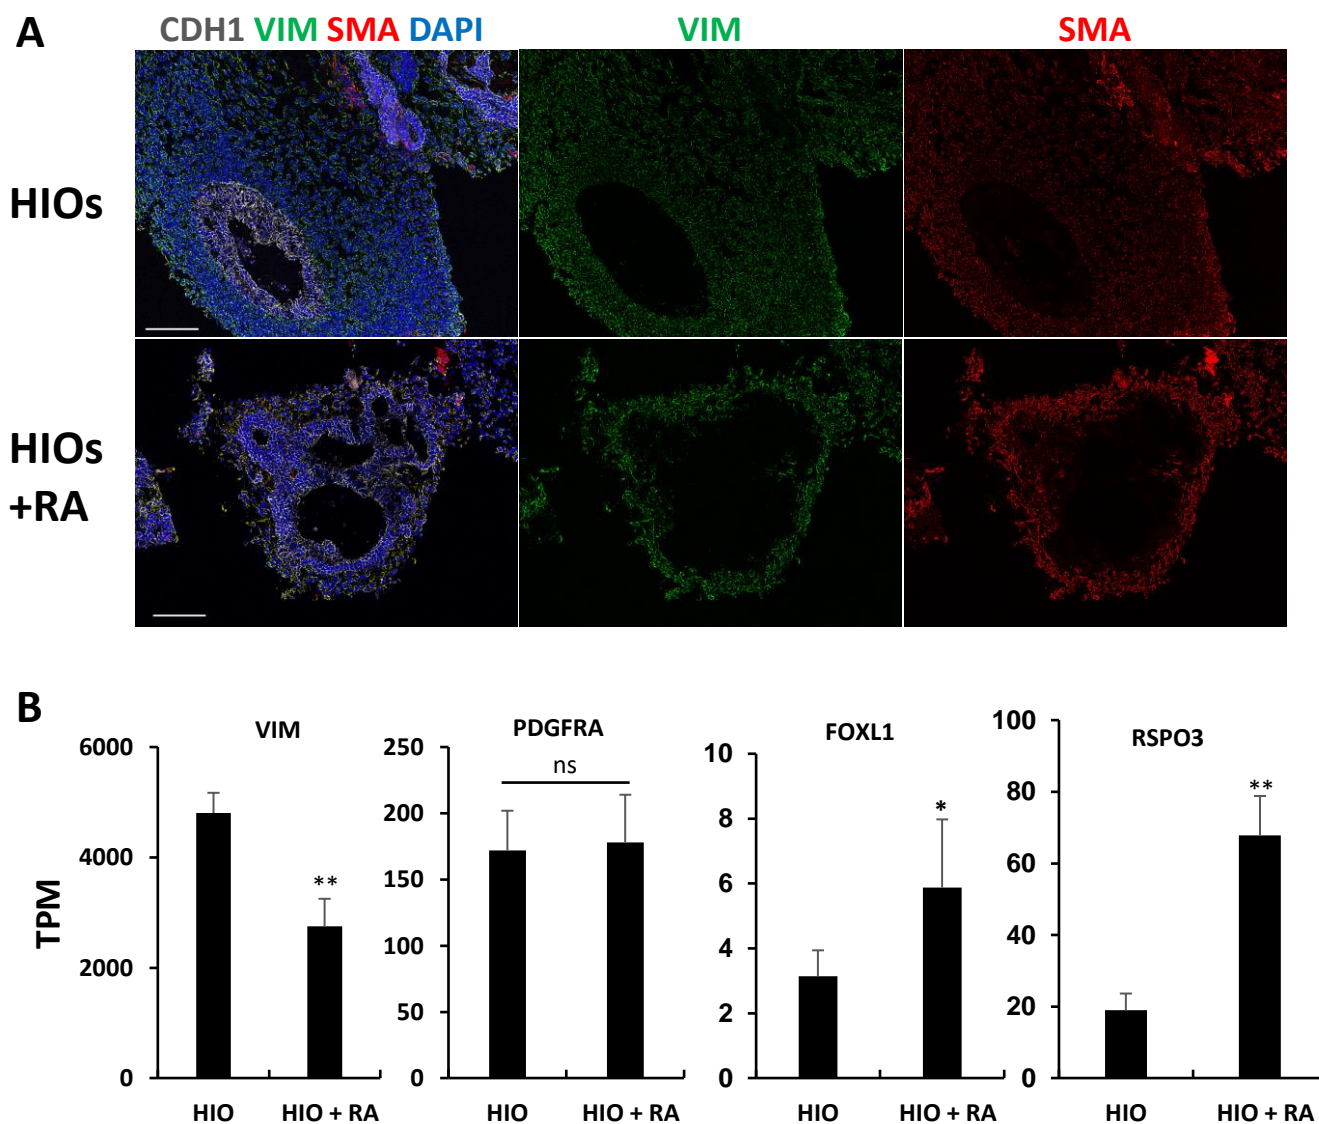 A
CDH1 VIM SMA DAPI
VIM
SMA
HIOs
HIOs
+RA
B
TPM
VIM
6000
4000
2000
0
**
HIO
HIO + RA
PDGFRA
250
200
150
100
50
0
ns
HIO
HIO + RA
FOXL1
10
8
6
4
2
0
*
HIO
HIO + RA
RSPO3
100
80
60
40
20
0
**
HIO
HIO + RA